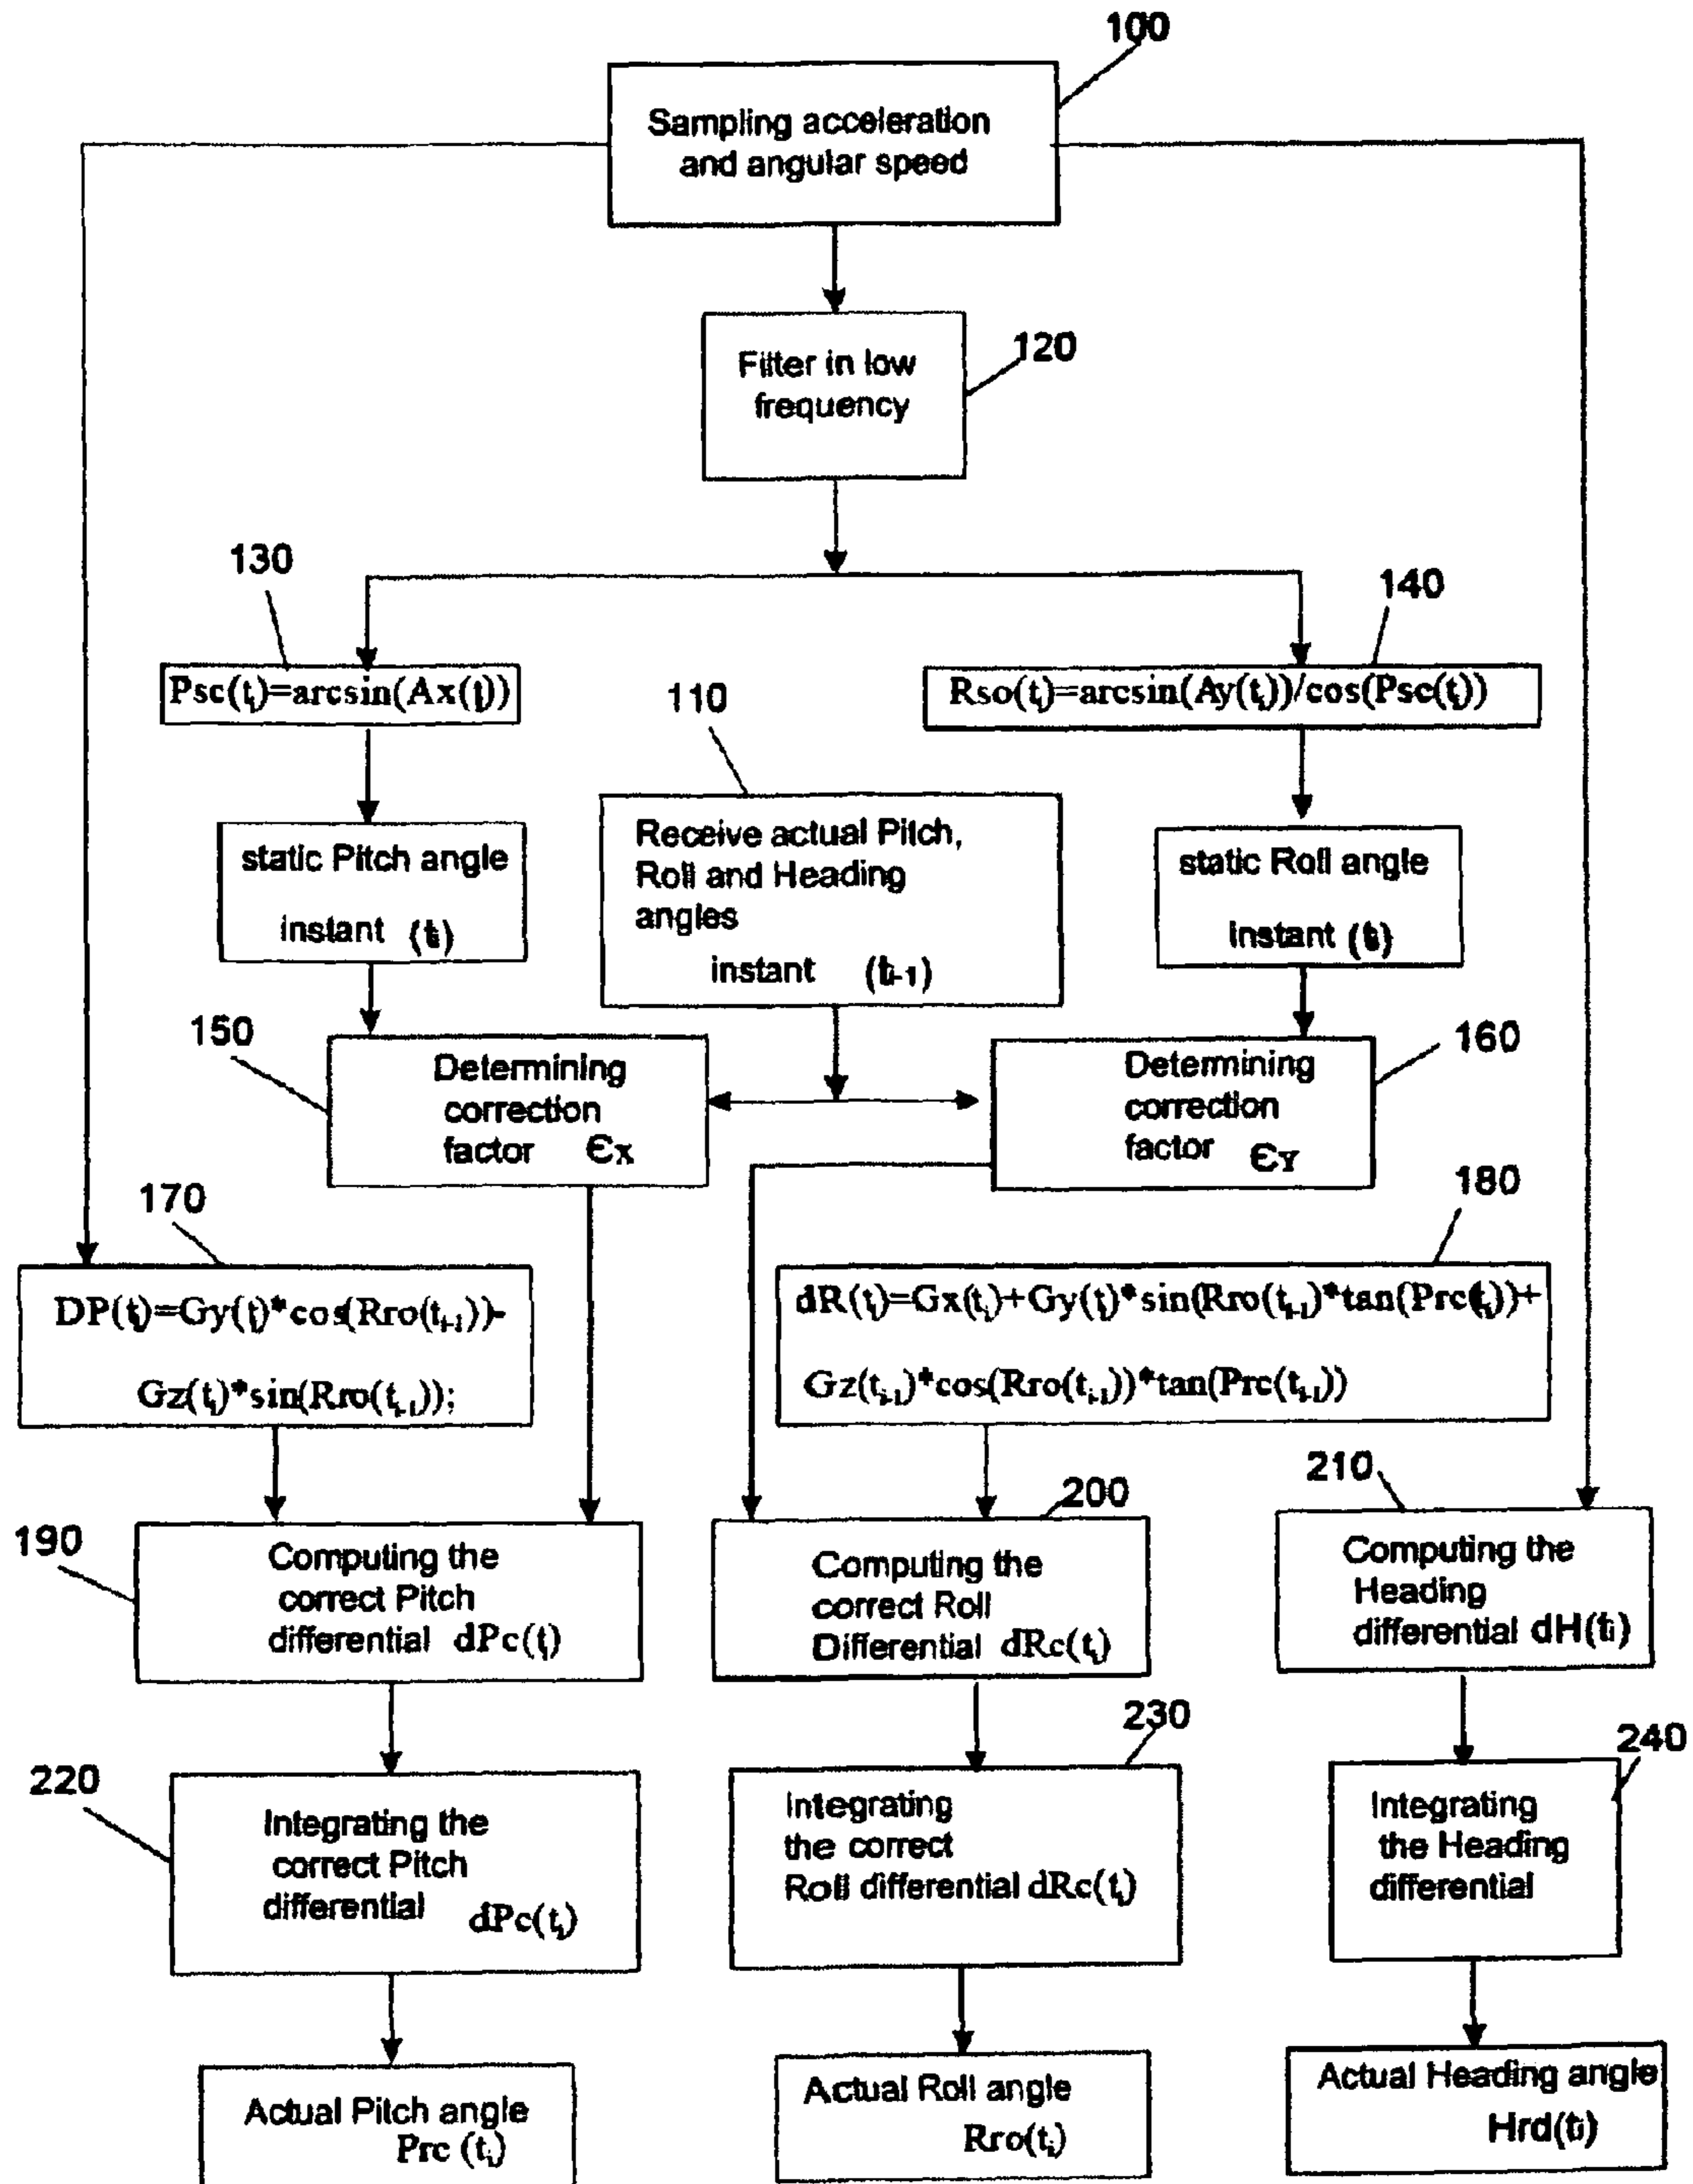 100
Sampling acceleration
and angular speed
120
Filter in low
frequency
130
140
Psc(ti)=arcsin(Ax(ti))
110
Rso(ti)=arcsin(Ay(ti))/cos(Psc(ti))
static Pitch angle
instant (ti)
Receive actual Pitch,
Roll and Heading
angles
instant (ti-1)
static Roll angle
instant (ti)
150
Determining
correction
factor ЄX
160
Determining
correction
factor ЄY
170
180
DP(ti)=Gy(ti)*cos(Rro(ti-1))-
Gz(ti)*sin(Rro(ti-1));
dR(ti)=Gx(ti)+Gy(ti)*sin(Rro(ti-1)*tan(Prc(ti))+
Gz(ti-1)*cos(Rro(ti-1))*tan(Prc(ti-1))
190
Computing the
correct Pitch
differential dPc(ti)
200
Computing the
correct Roll
Differential dRc(ti)
210
Computing the
Heading
differential dH(ti)
220
Integrating the
correct Pitch
differential dPc(ti)
230
Integrating
the correct
Roll differential dRc(ti)
240
Integrating
the Heading
differential
Actual Pitch angle
Prc (ti)
Actual Roll angle
Rro(ti)
Actual Heading angle
Hrd(ti)